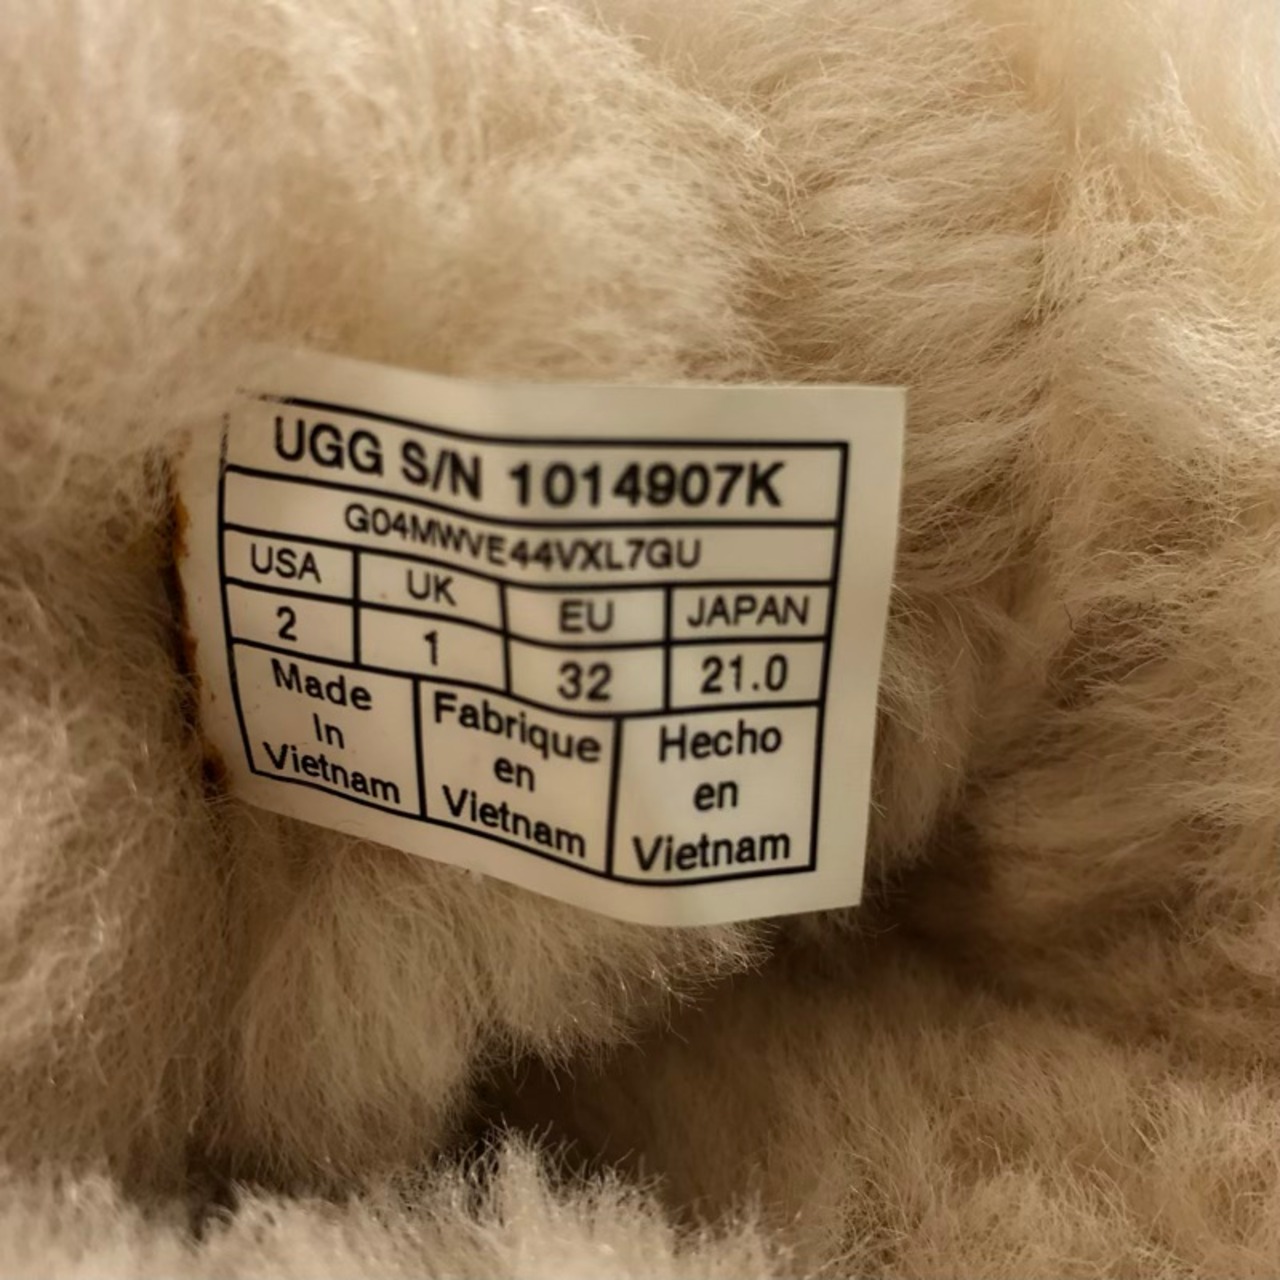 UGG S/N 1014907K
G04MWVE44VXL7GU
USA UK EU JAPAN
2 1 32 21.0
Made
In
Vietnam
Fabrique
en
Vietnam
Hecho
en
Vietnam